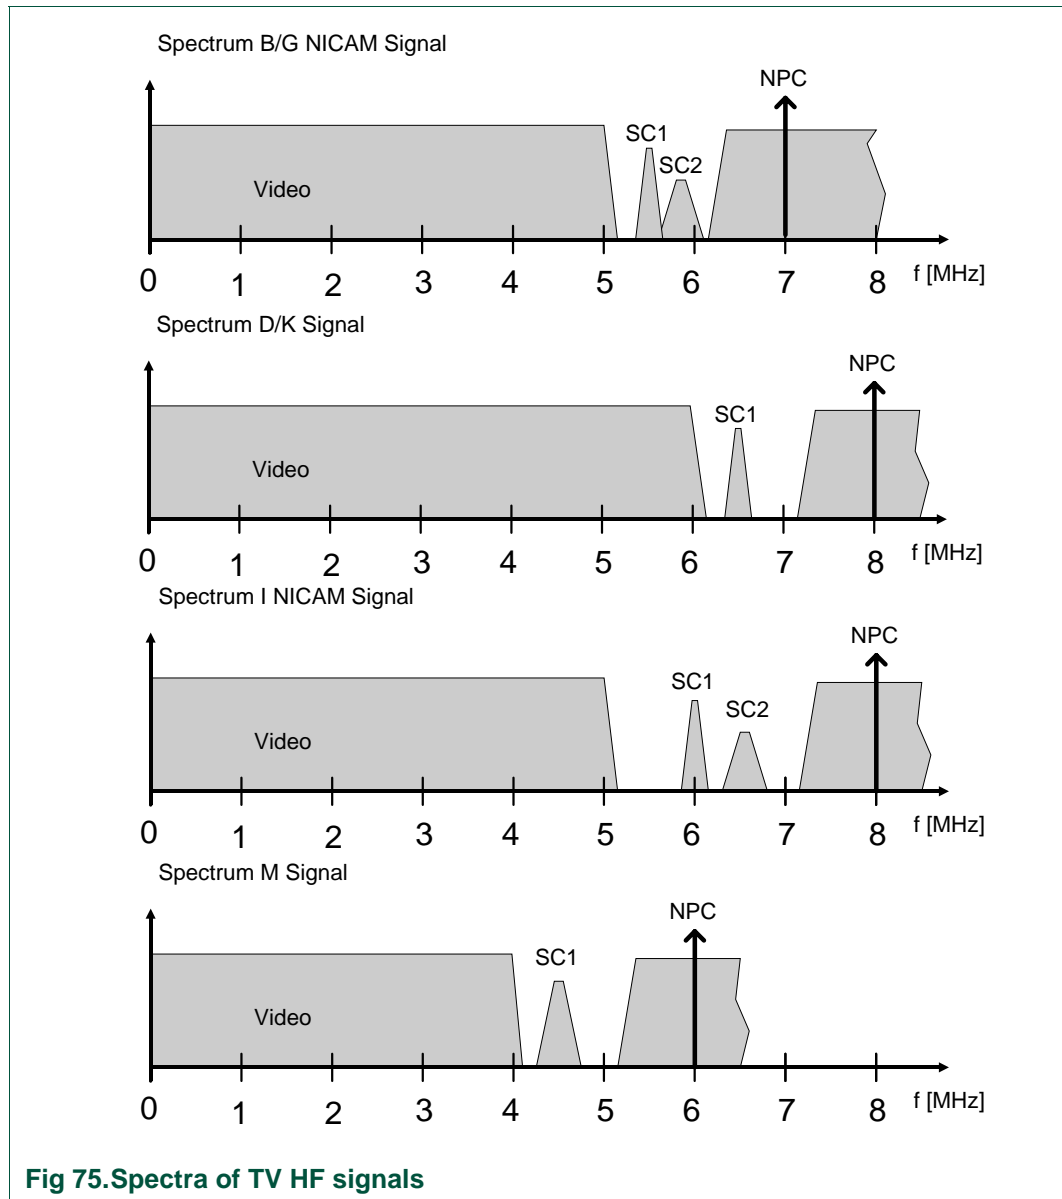 Spectrum B/G NICAM Signal
NPC
SC1
SC2
Video
0 1 2 3 4 5 6 7 8 f [MHz]
Spectrum D/K Signal
NPC
SC1
Video
0 1 2 3 4 5 6 7 8 f [MHz]
Spectrum I NICAM Signal
NPC
SC1
SC2
Video
0 1 2 3 4 5 6 7 8 f [MHz]
Spectrum M Signal
NPC
SC1
Video
0 1 2 3 4 5 6 7 8 f [MHz]
Fig 75.Spectra of TV HF signals